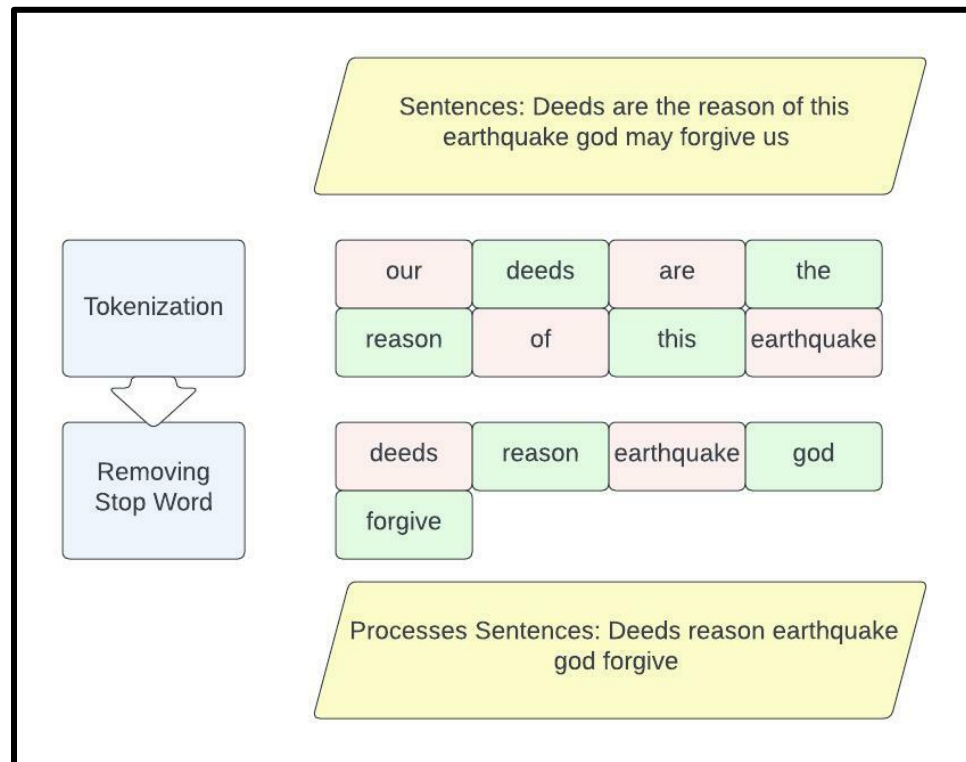 Sentences: Deeds are the reason of this
earthquake god may forgive us
Tokenization
our deeds are the
reason of this earthquake
Removing
Stop Word
deeds reason earthquake god
forgive
Processes Sentences: Deeds reason earthquake
god forgive